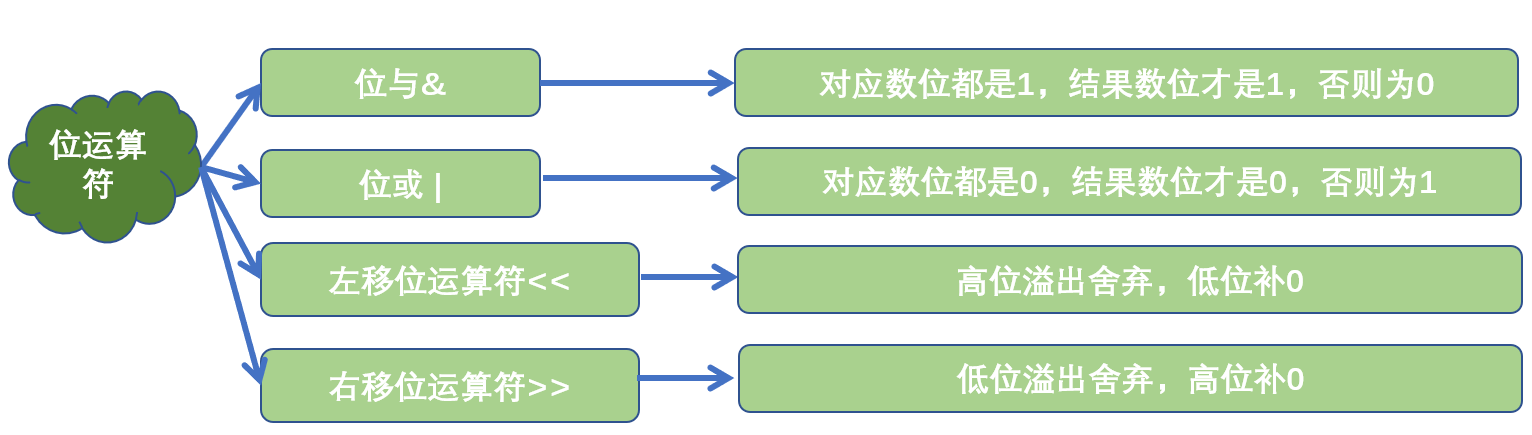 位运算
符
位与&
对应数位都是1，结果数位才是1，否则为0
位或 |
对应数位都是0，结果数位才是0，否则为1
左移位运算符<<
高位溢出舍弃，低位补0
右移位运算符>>
低位溢出舍弃，高位补0